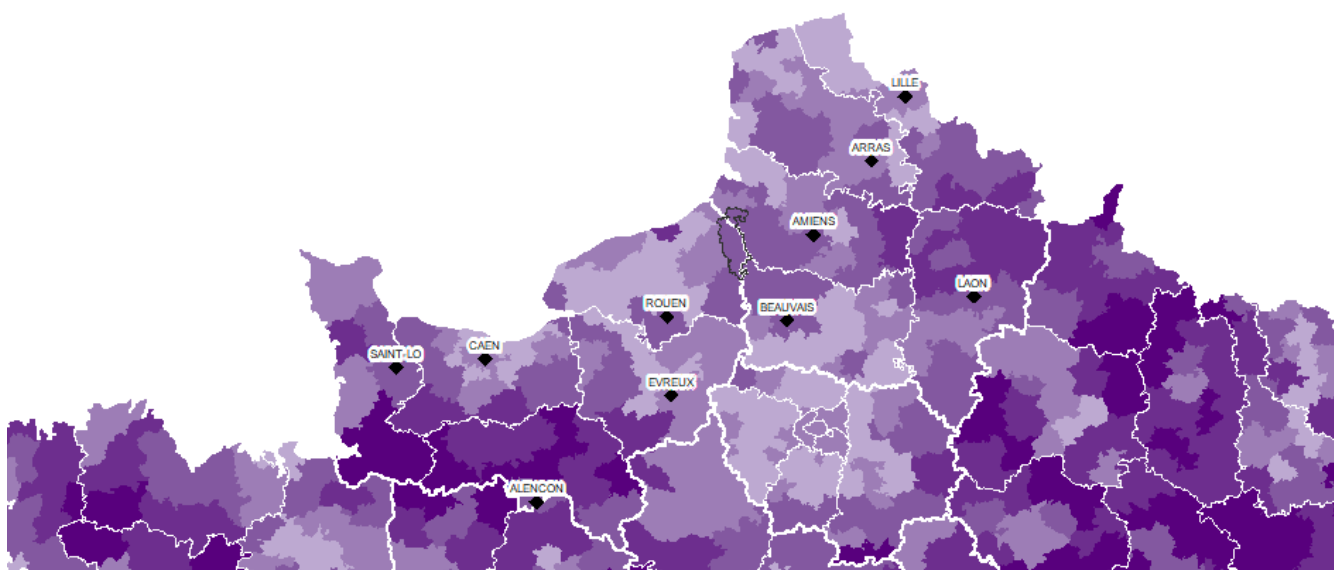 LILLE
ARRAS
AMIENS
LAON
ROUEN
BEAUVAIS
CAEN
SAINT-LO
EVREUX
ALENCON